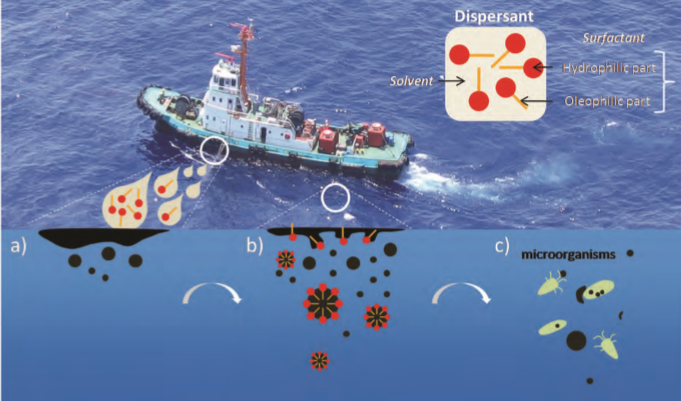 Dispersant
Surfactant
Hydrophilic part
Solvent
Oleophilic part
a)
b)
c)
microorganisms